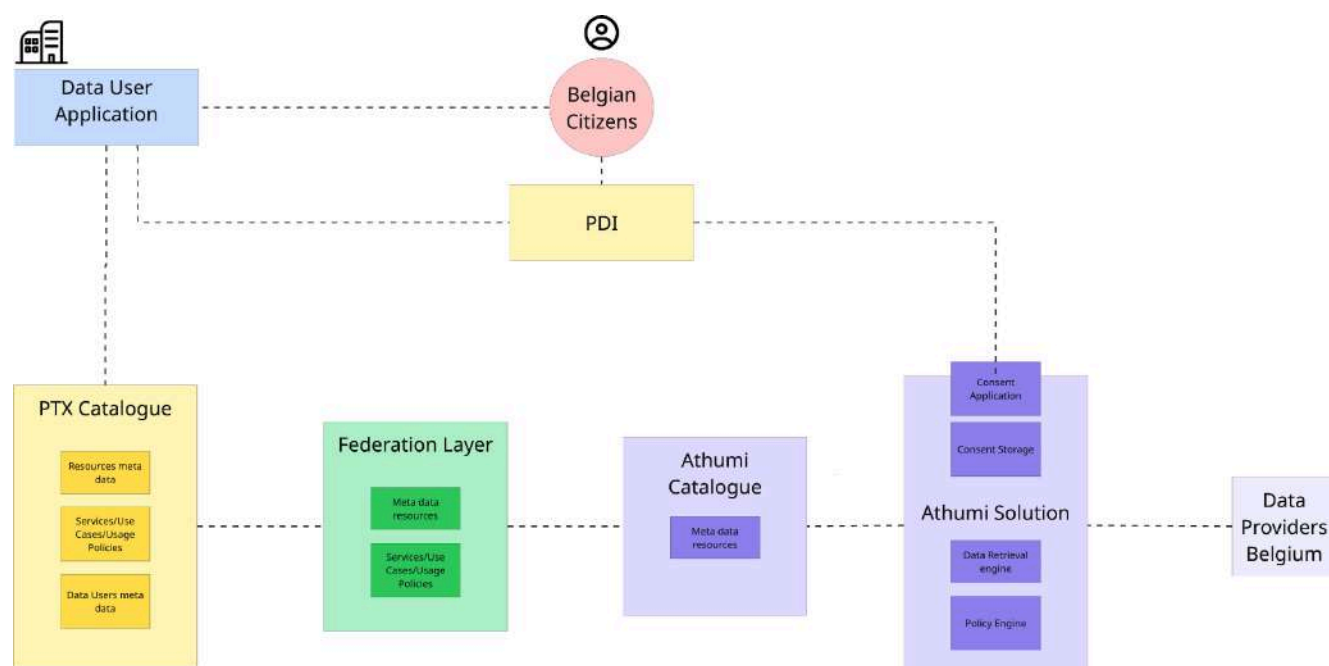 Data User
Application
Belgian
Citizens
PDI
PTX Catalogue
Resources meta
data
Services/Use
Cases/Usage
Policies
Data Users meta
data
Federation Layer
Meta data
resources
Services/Use
Cases/Usage
Policies
Athumi
Catalogue
Meta data
resources
Consent
Application
Consent Storage
Athumi Solution
Data Retrieval
engine
Policy Engine
Data
Providers
Belgium